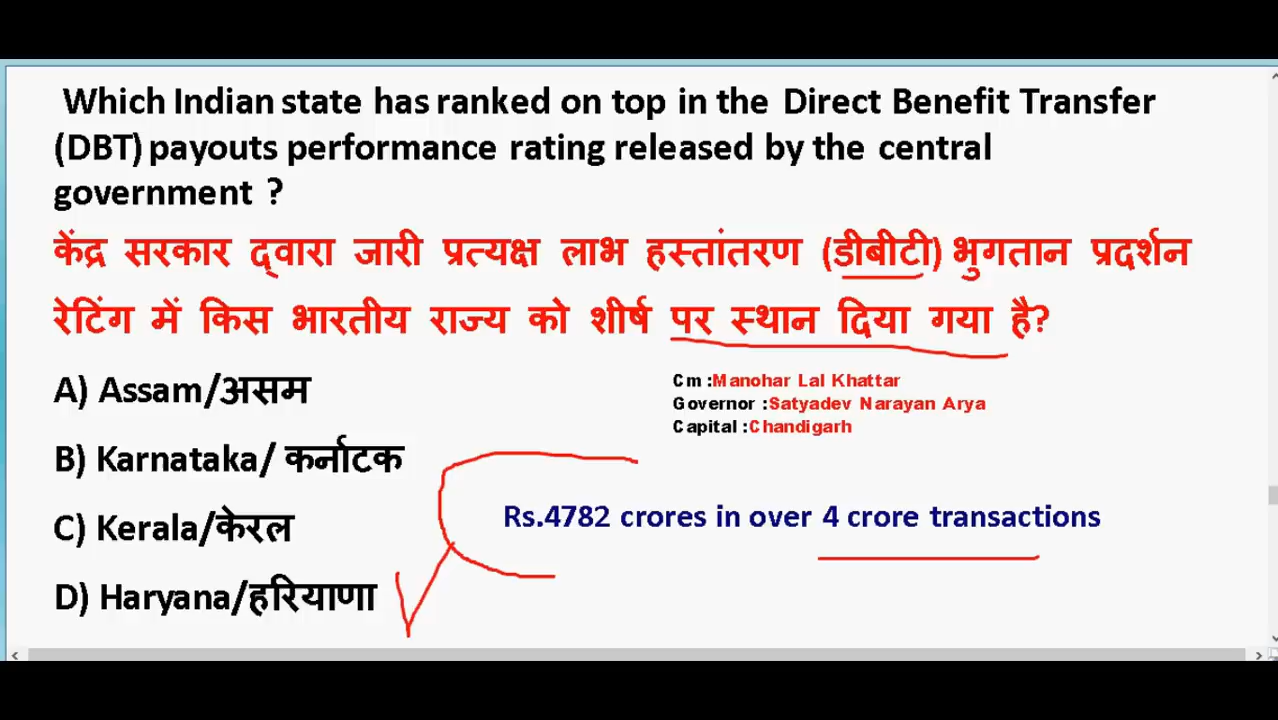 Which Indian state has ranked on top in the Direct Benefit Transfer
(DBT) payouts performance rating released by the central
government ?
केंद्र सरकार द्वारा जारी प्रत्यक्ष लाभ हस्तांतरण (डीबीटी) भुगतान प्रदर्शन
रेटिंग में किस भारतीय राज्य को शीर्ष पर स्थान दिया गया है?
A) Assam/असम
Cm :Manohar Lal Khattar
Governor :Satyadev Narayan Arya
Capital :Chandigarh
B) Karnataka/ कर्नाटक
Rs.4782 crores in over 4 crore transactions
C) Kerala/केरल
D) Haryana/हरियाणा